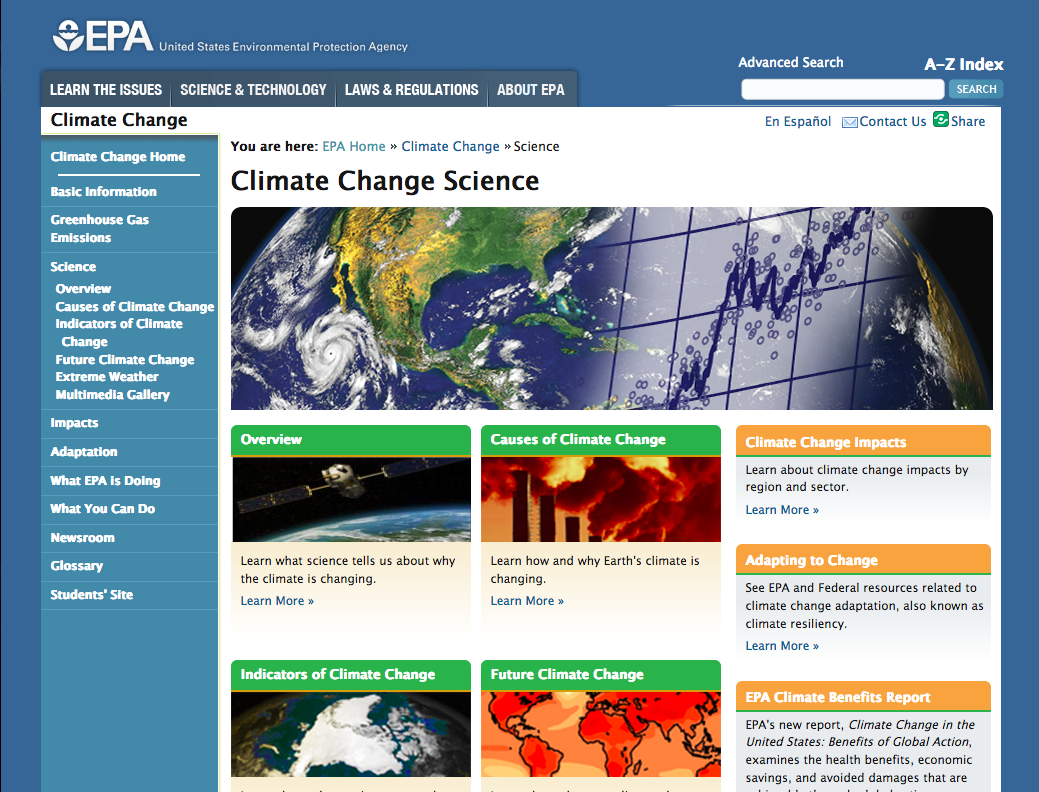 EPA United States Environmental Protection Agency
Advanced Search
A-Z Index
LEARN THE ISSUES
SCIENCE & TECHNOLOGY
LAWS & REGULATIONS
ABOUT EPA
SEARCH
Climate Change
En Español
Contact Us
Share
Climate Change Home
Basic Information
Greenhouse Gas
Emissions
Science
Overview
Causes of Climate Change
Indicators of Climate
Change
Future Climate Change
Extreme Weather
Multimedia Gallery
Impacts
Adaptation
What EPA is Doing
What You Can Do
Newsroom
Glossary
Students' Site
You are here: EPA Home » Climate Change » Science
Climate Change Science
Overview
Learn what science tells us about why
the climate is changing.
Learn More »
Causes of Climate Change
Learn how and why Earth's climate is
changing.
Learn More »
Indicators of Climate Change
Future Climate Change
Climate Change Impacts
Learn about climate change impacts by
region and sector.
Learn More »
Adapting to Change
See EPA and Federal resources related to
climate change adaptation, also known as
climate resiliency.
Learn More »
EPA Climate Benefits Report
EPA's new report, Climate Change in the
United States: Benefits of Global Action,
examines the health benefits, economic
savings, and avoided damages that are